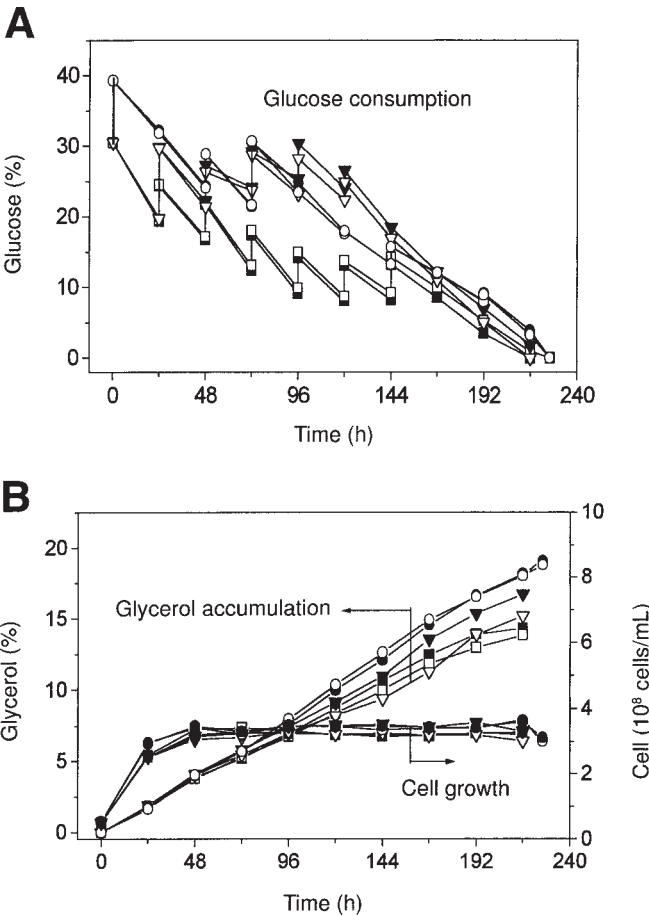 A
Glucose consumption
Glucose (%)
40
30
20
10
0
0 48 96 144 192 240
Time (h)
B
Glycerol accumulation
Cell growth
Glycerol (%)
20
15
10
5
0
Cell (10⁸ cells/mL)
10
8
6
4
2
0
0 48 96 144 192 240
Time (h)